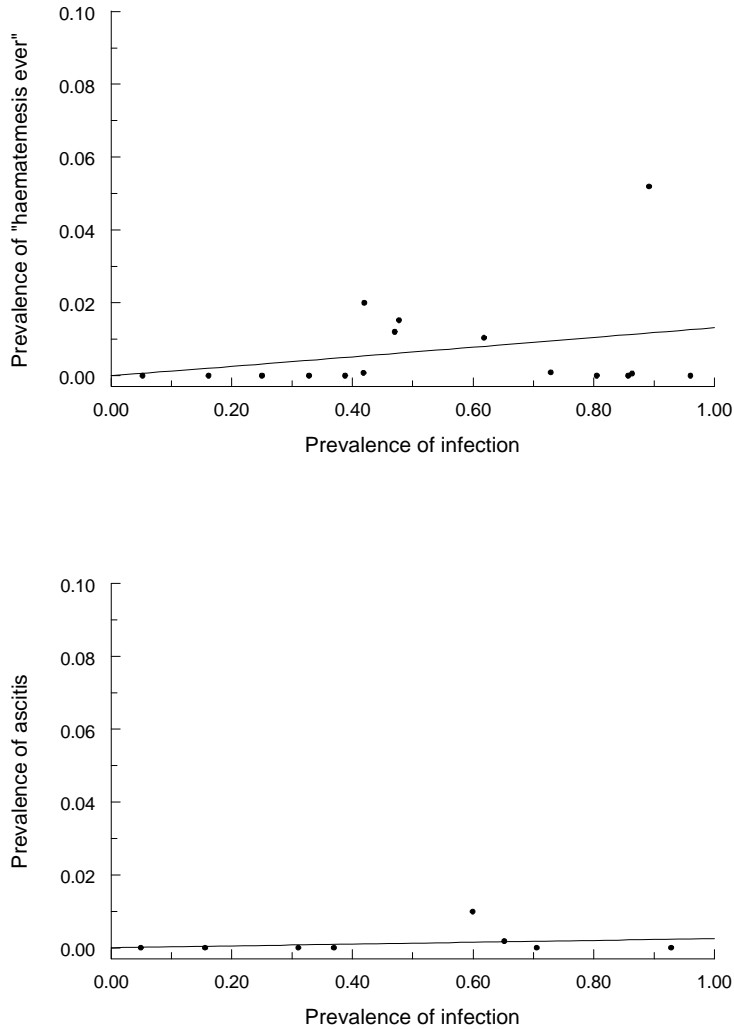 Prevalence of "haematemesis ever"
0.10
0.08
0.06
0.04
0.02
0.00
0.00 0.20 0.40 0.60 0.80 1.00
Prevalence of infection
Prevalence of ascitis
0.10
0.08
0.06
0.04
0.02
0.00
0.00 0.20 0.40 0.60 0.80 1.00
Prevalence of infection